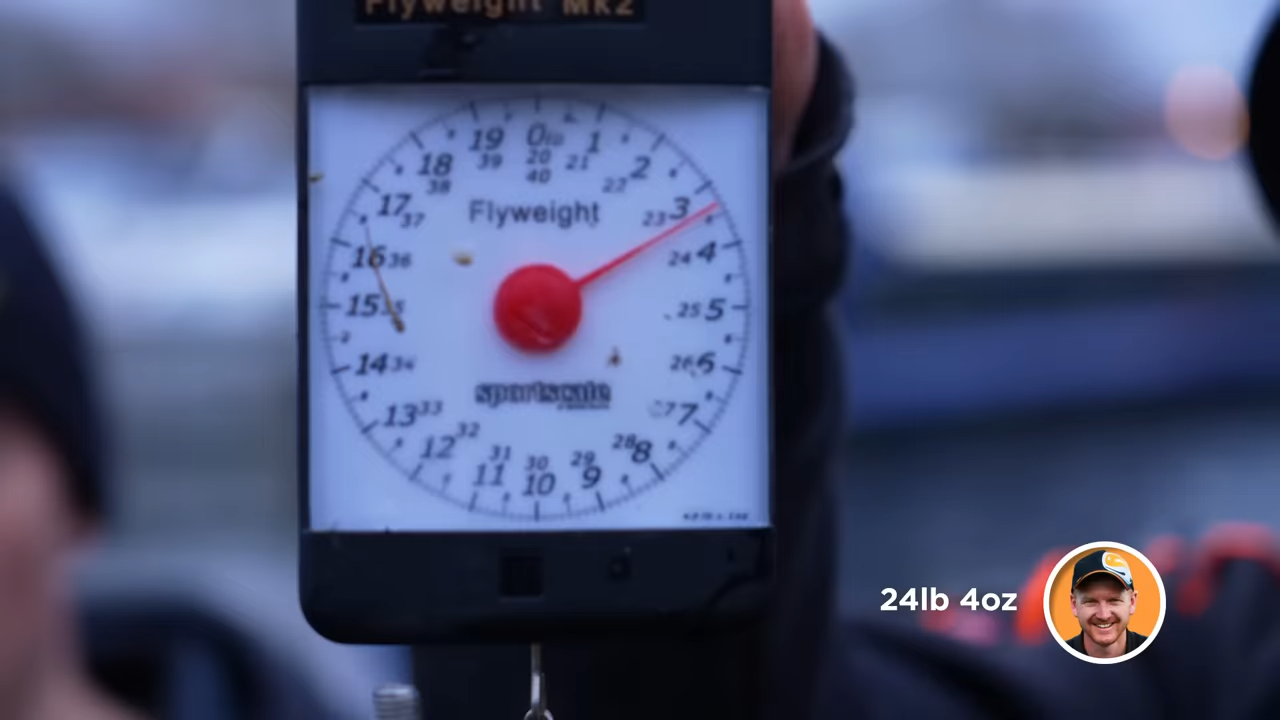 Flyweight Mk2
19 0lb 1
39 20 21
18 2
38 40 22
17 37 Flyweight 23 3
16 36 24 4
15 25 5
14 34 26 6
sportscale
13 33 7
12 32 28 8
31 30 29
11 10 9
24lb 4oz